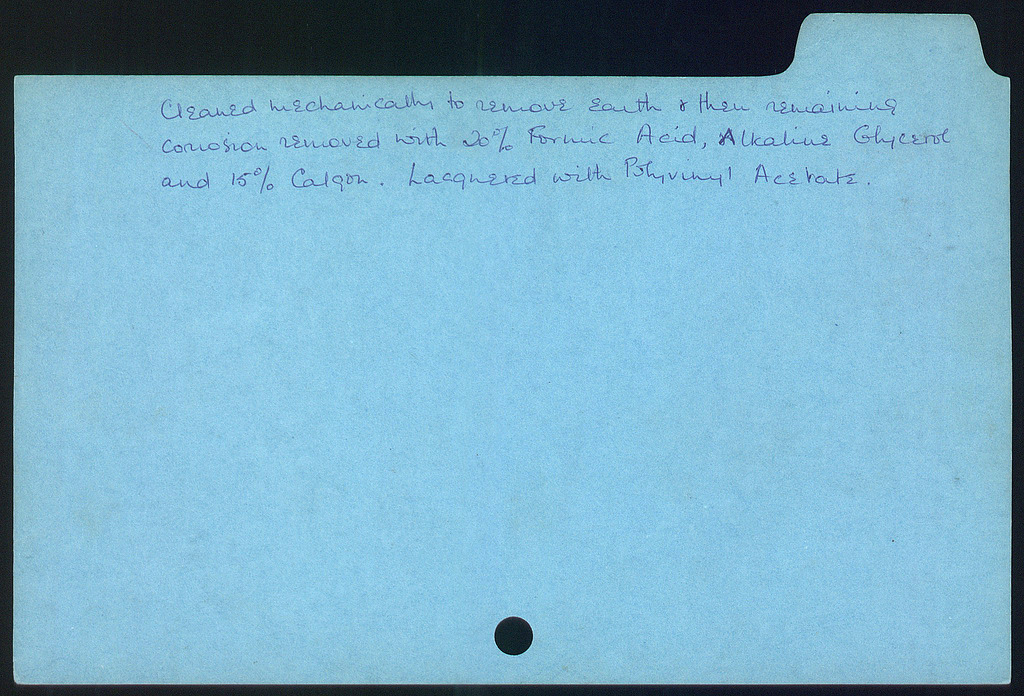 Cleaned mechanically to remove earth & then remaining
corrosion removed with 20% Formic Acid, Alkaline Glycerol
and 15% Calgon. Lacquered with Polyvinyl Acetate.